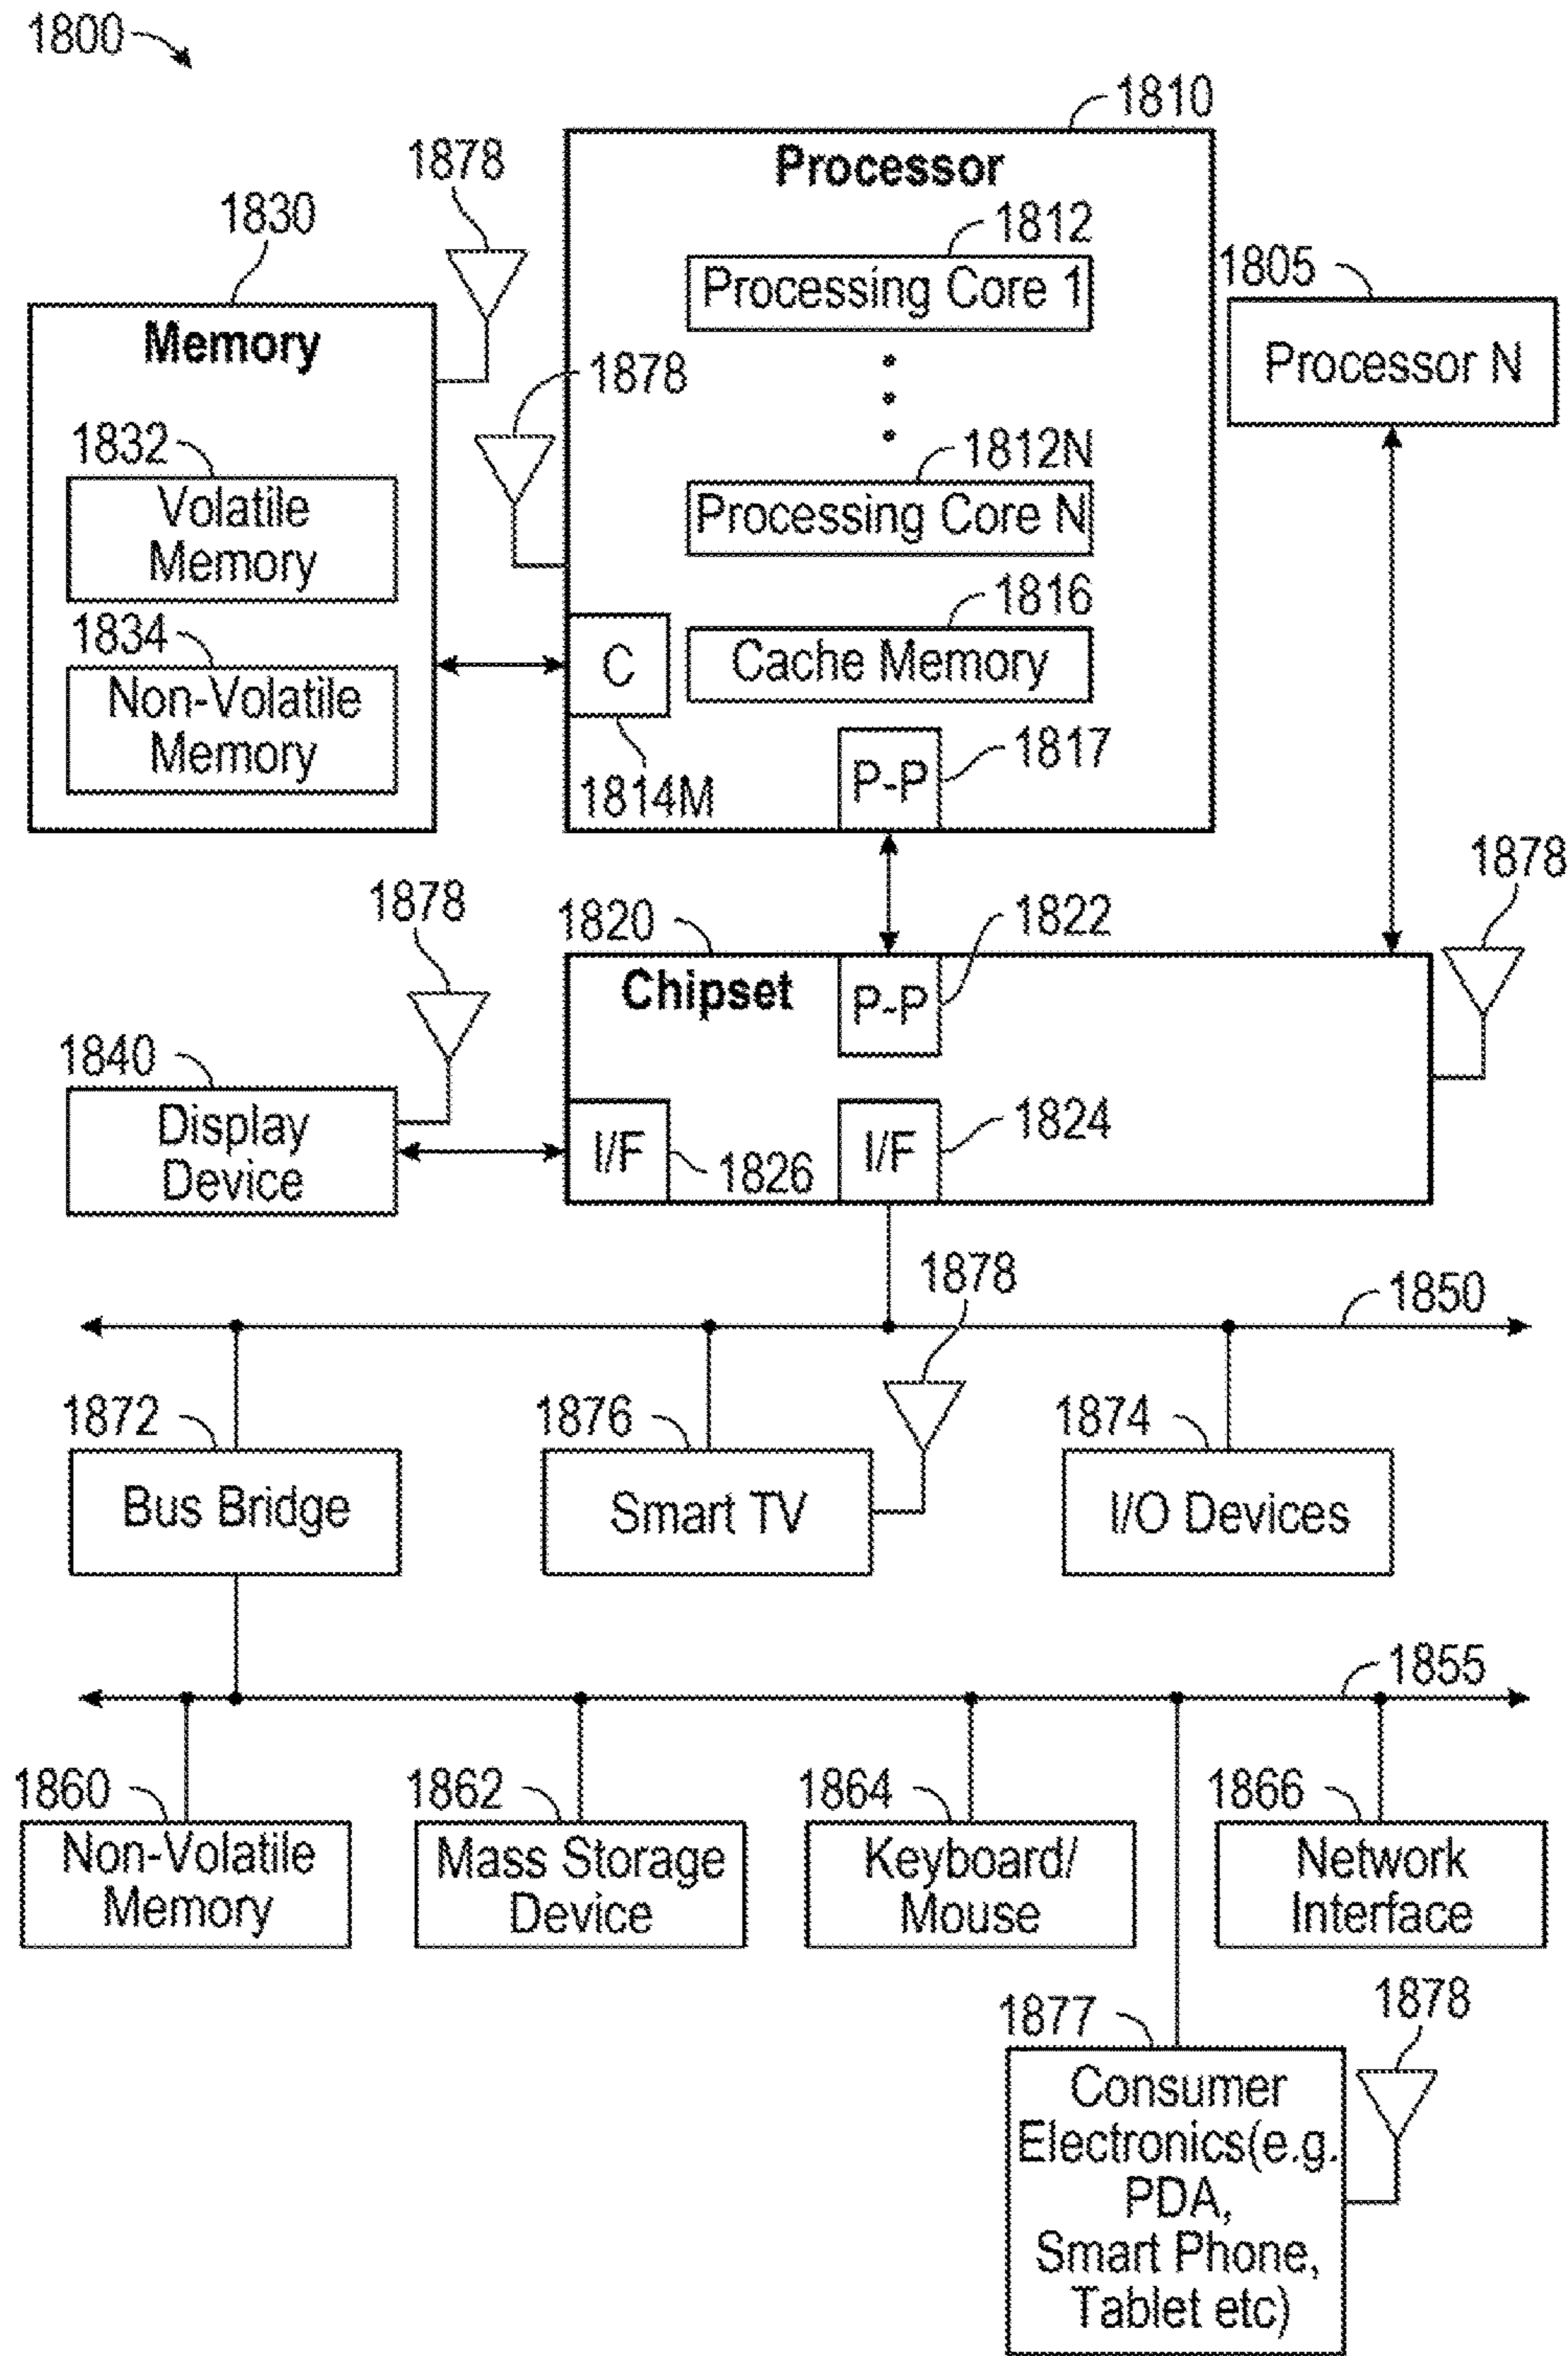 1800
1810
Processor
1878
1812
1830
Processing Core 1
1805
Memory
Processor N
1878
1832
Volatile
Memory
1812N
Processing Core N
1834
Non-Volatile
Memory
1816
C
Cache Memory
1814M
P-P
1817
1878
1878
1820
1822
Chipset
P-P
1840
Display
Device
I/F
1826
I/F
1824
1878
1850
1872
1876
1874
Bus Bridge
Smart TV
I/O Devices
1855
1860
1862
1864
1866
Non-Volatile
Memory
Mass Storage
Device
Keyboard/
Mouse
Network
Interface
1877
1878
Consumer
Electronics(e.g.
PDA,
Smart Phone,
Tablet etc)